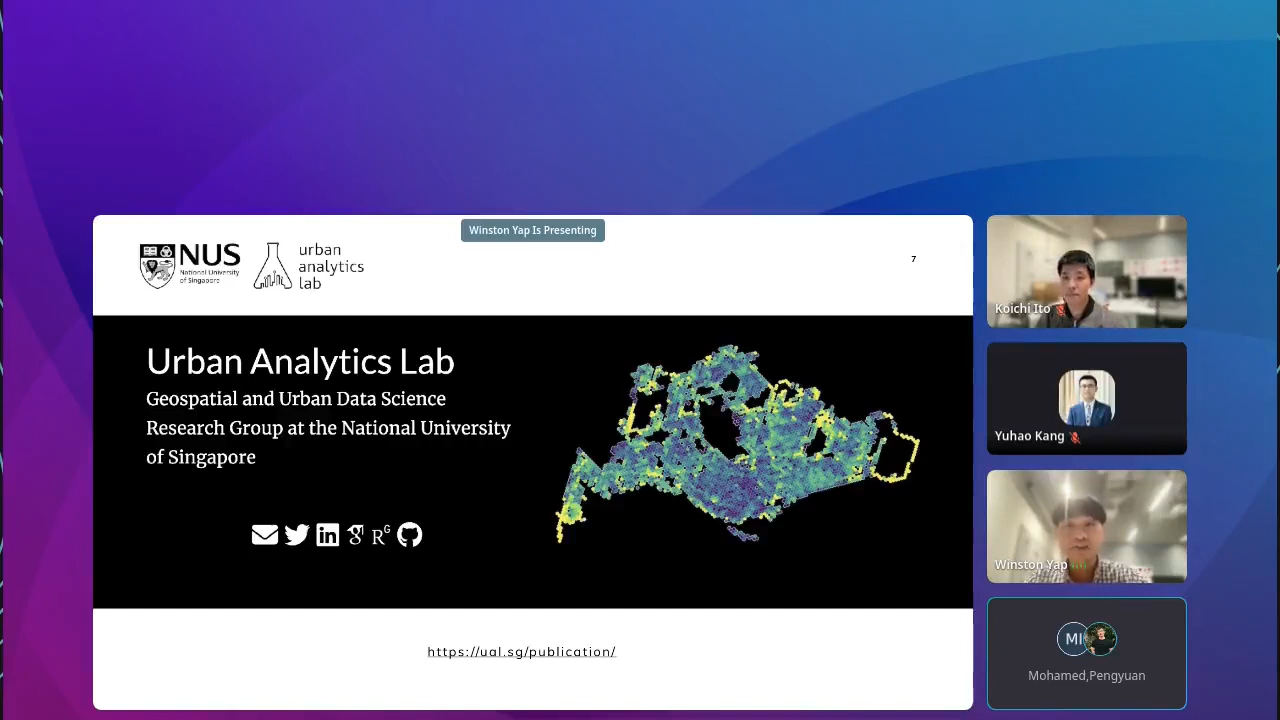 Winston Yap Is Presenting
NUS
National University
of Singapore
urban
analytics
lab
7
Urban Analytics Lab
Geospatial and Urban Data Science
Research Group at the National University
of Singapore
RG
https://ual.sg/publication/
Koichi Ito
Yuhao Kang
Winston Yap
MI
Mohamed,Pengyuan